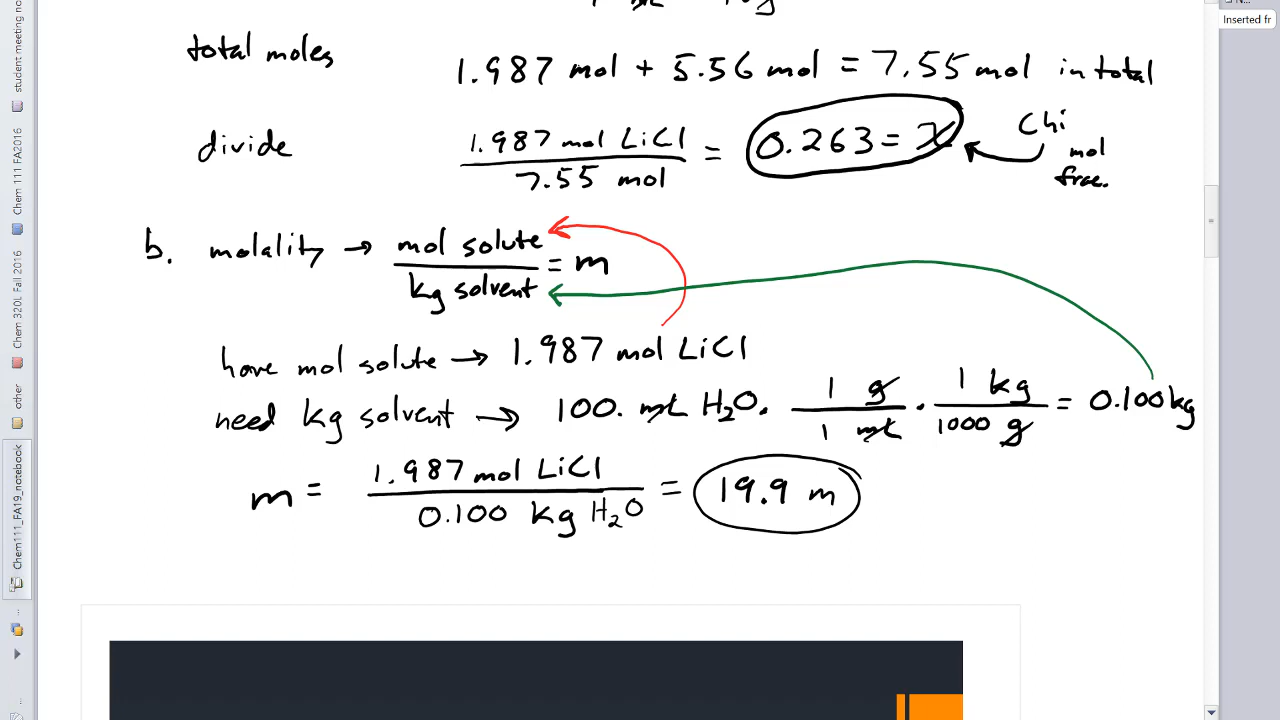 total moles
1.987 mol + 5.56 mol = 7.55 mol in total
divide
1.987 mol LiCl / 7.55 mol = 0.263 = χ
Chi
mol
frac.
b. molality → mol solute / kg solvent = m
have mol solute → 1.987 mol LiCl
need kg solvent → 100. mL H₂O · 1 g / 1 mL · 1 kg / 1000 g = 0.100 kg
m = 1.987 mol LiCl / 0.100 kg H₂O = 19.9 m
student meeting no
Chem 111 FA2016
Chem 320L Fall 2016
Chem111_FA19_notebook
Inserted fr